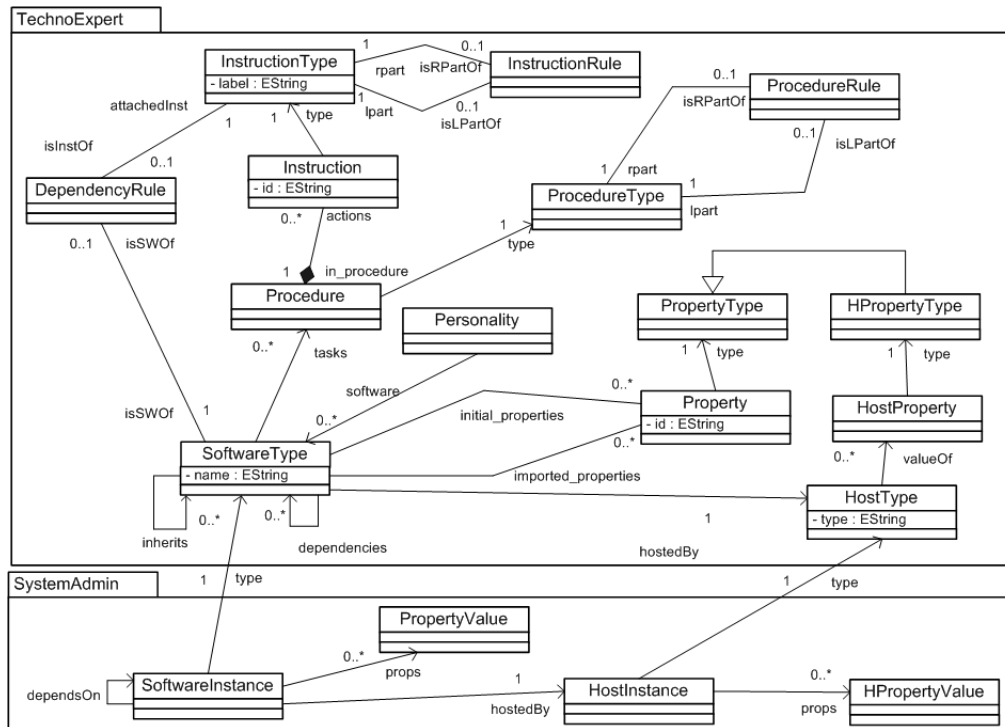 TechnoExpert
InstructionType
- label : EString
1
rpart
0..1
isRPartOf
InstructionRule
1
lpart
0..1
isLPartOf
attachedInst
1
type
1
isInstOf
0..1
DependencyRule
0..1
isSWOf
Instruction
- id : EString
0..*
actions
1
in_procedure
Procedure
0..*
tasks
ProcedureRule
0..1
isRPartOf
0..1
isLPartOf
rpart
1
ProcedureType
1
lpart
1
type
PropertyType
HPropertyType
1
type
1
type
Personality
software
0..*
0..*
initial_properties
Property
- id : EString
0..*
imported_properties
HostProperty
0..*
valueOf
isSWOf
1
SoftwareType
- name : EString
0..*
inherits
0..*
dependencies
1
hostedBy
HostType
- type : EString
SystemAdmin
1
type
1
type
PropertyValue
0..*
props
dependsOn
SoftwareInstance
1
hostedBy
HostInstance
0..*
props
HPropertyValue